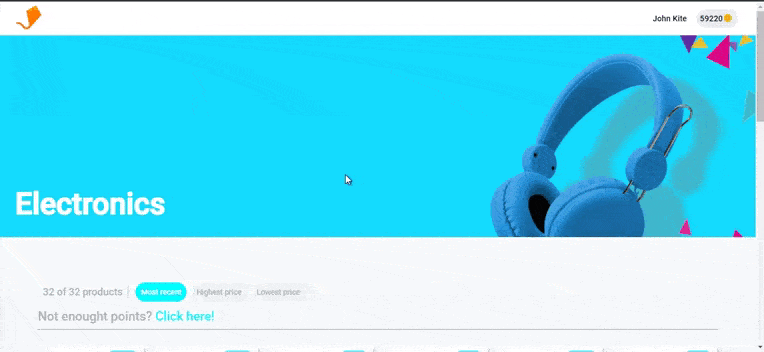 John Kite 59220
Electronics
32 of 32 products Most recent Highest price Lowest price
Not enought points? Click here!